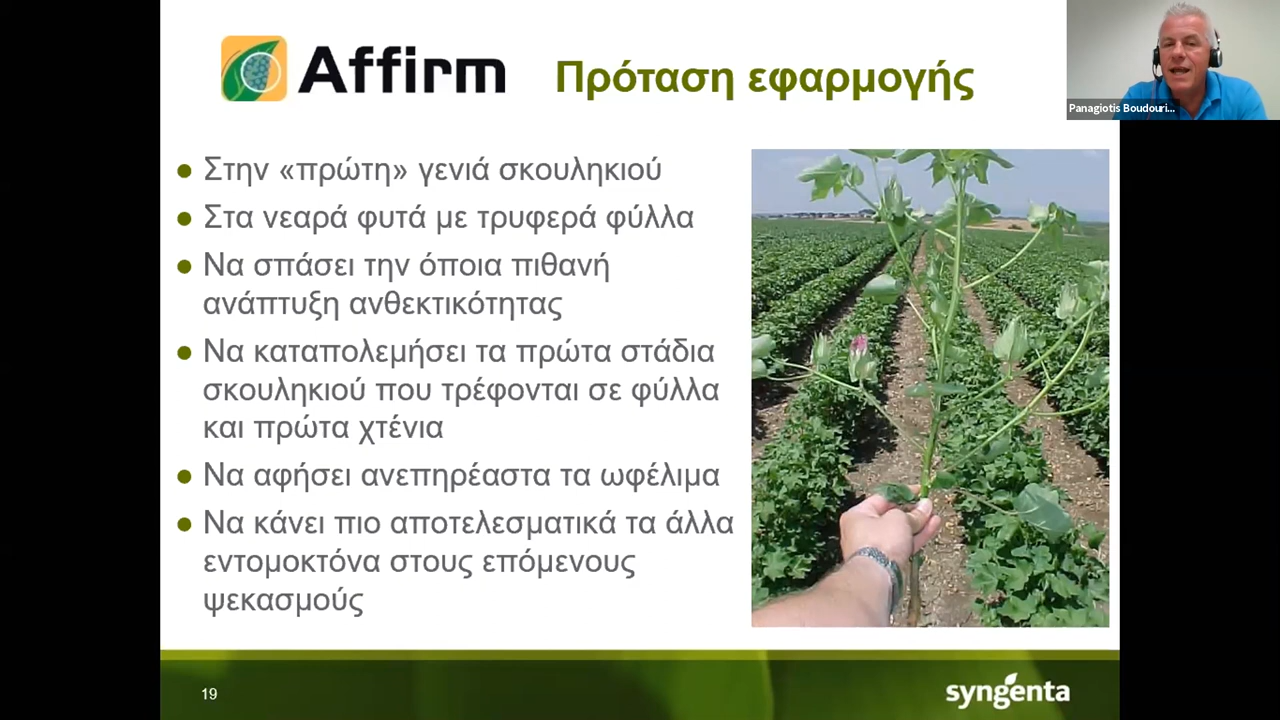 Affirm Πρόταση εφαρμογής
Panagiotis Boudouri...
● Στην «πρώτη» γενιά σκουληκιού
● Στα νεαρά φυτά με τρυφερά φύλλα
● Να σπάσει την όποια πιθανή
ανάπτυξη ανθεκτικότητας
● Να καταπολεμήσει τα πρώτα στάδια
σκουληκιού που τρέφονται σε φύλλα
και πρώτα χτένια
● Να αφήσει ανεπηρέαστα τα ωφέλιμα
● Να κάνει πιο αποτελεσματικά τα άλλα
εντομοκτόνα στους επόμενους
ψεκασμούς
19
syngenta